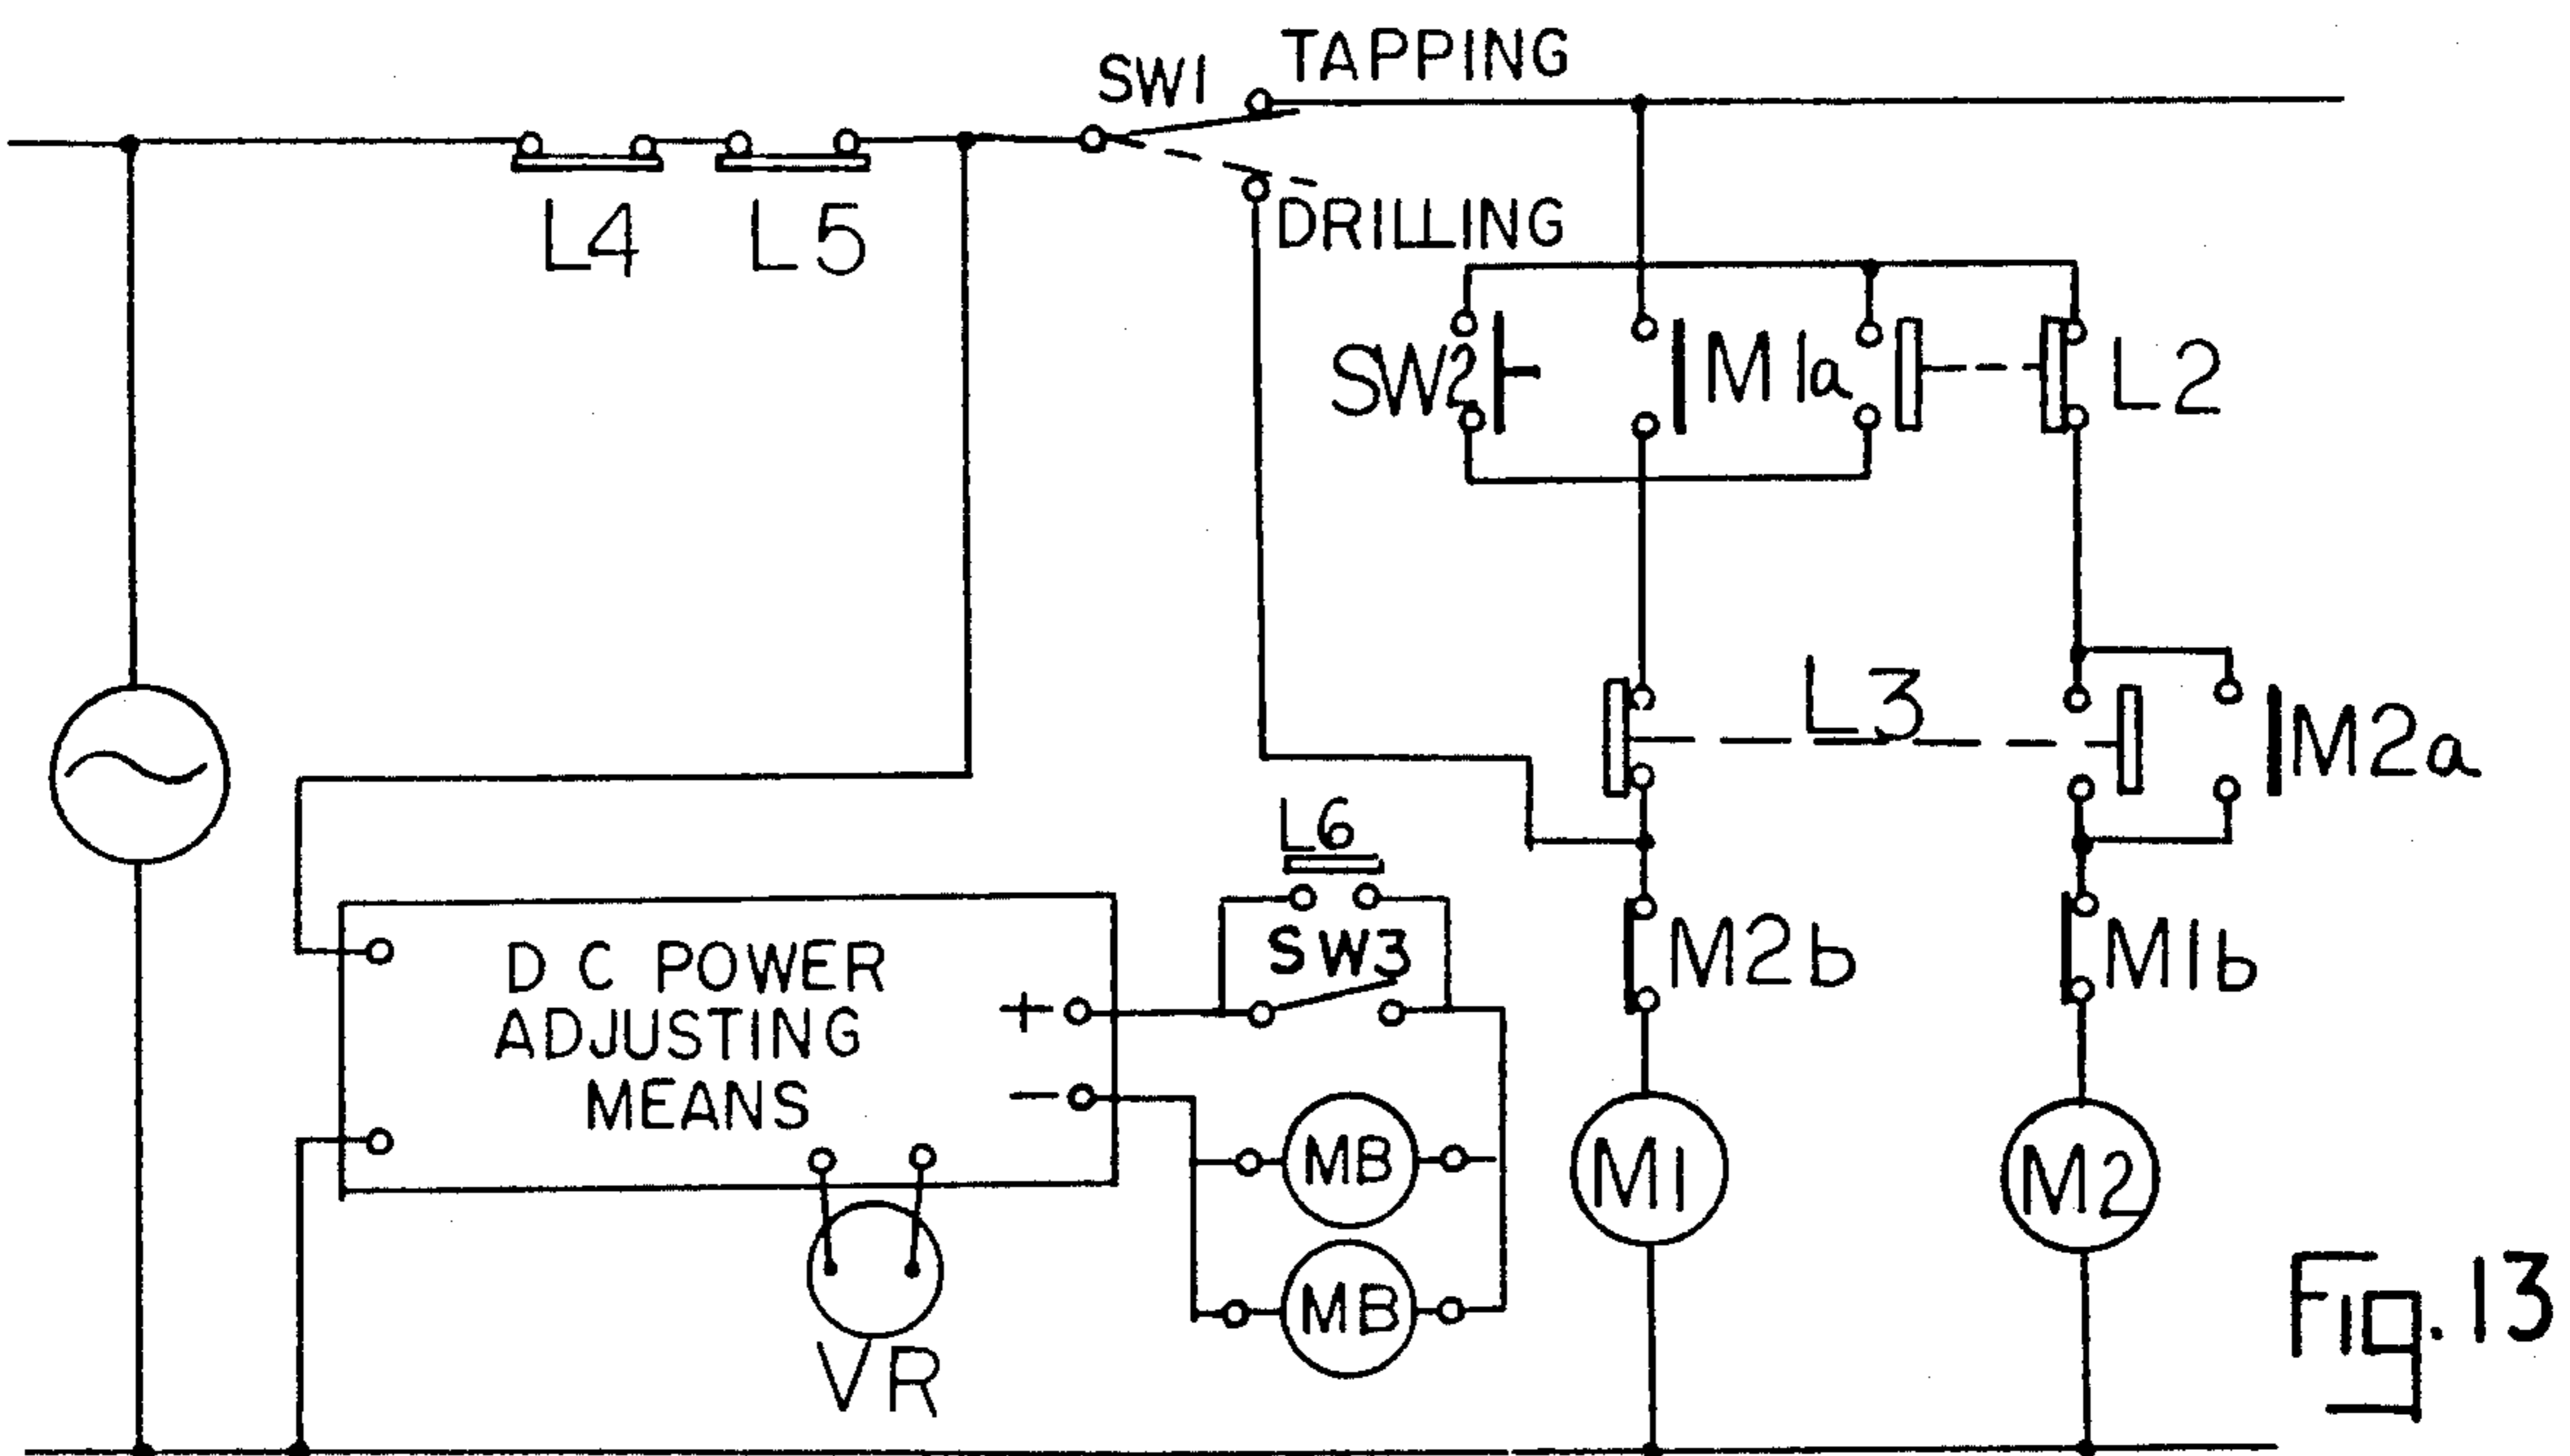 SW1
TAPPING
L4
L5
DRILLING
SW2
M1a
L2
L3
M2a
L6
SW3
DC POWER
ADJUSTING
MEANS
+
−
M2b
M1b
MB
M1
M2
MB
VR
Fig. 13